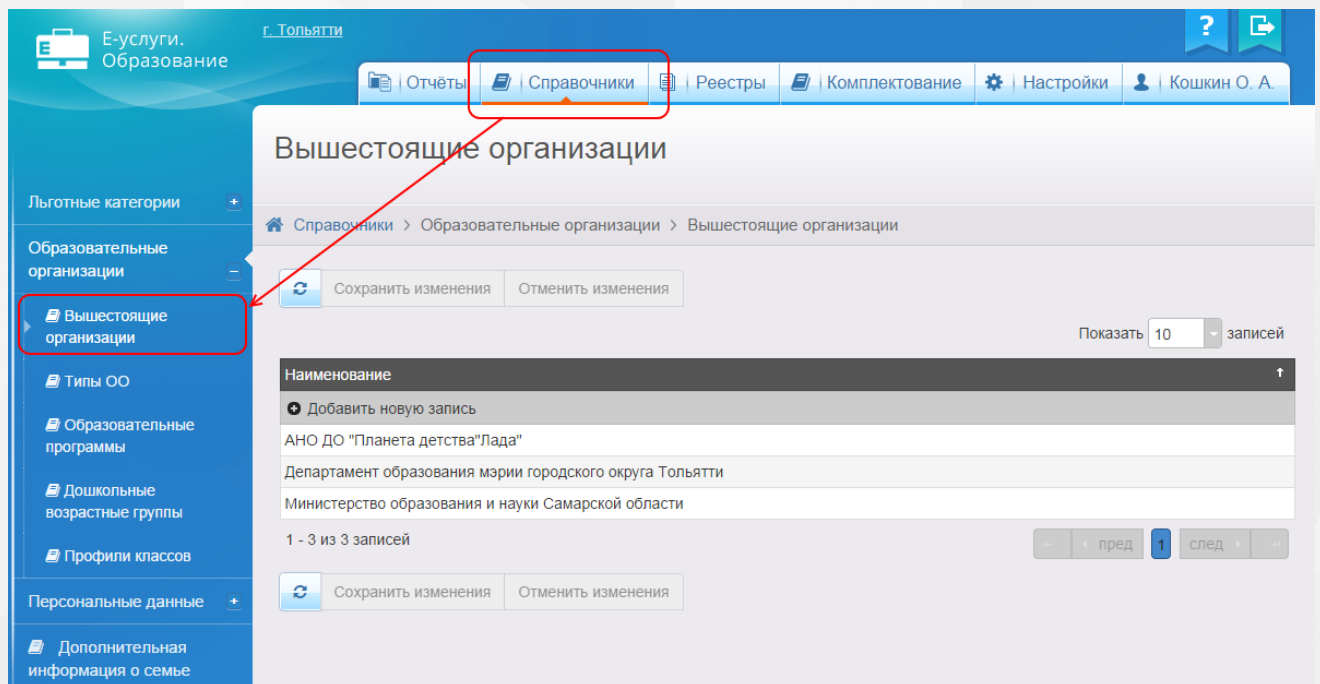 Е-услуги.
Образование
г. Тольятти
?
Отчёты
Справочники
Реестры
Комплектование
Настройки
Кошкин О. А.
Вышестоящие организации
Справочники > Образовательные организации > Вышестоящие организации
Льготные категории +
Образовательные
организации –
Вышестоящие
организации
Типы ОО
Образовательные
программы
Дошкольные
возрастные группы
Профили классов
Персональные данные +
Дополнительная
информация о семье
Сохранить изменения
Отменить изменения
Показать 10 записей
Наименование
Добавить новую запись
АНО ДО "Планета детства"Лада"
Департамент образования мэрии городского округа Тольятти
Министерство образования и науки Самарской области
1 - 3 из 3 записей
пред 1 след
Сохранить изменения
Отменить изменения